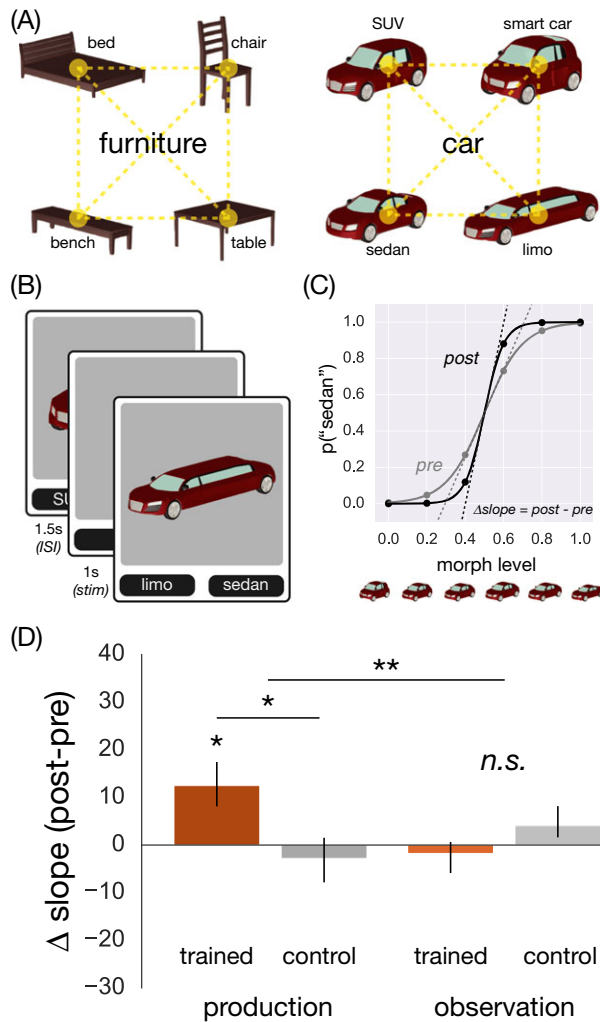 (A)
bed
chair
SUV
smart car
furniture
car
bench
table
sedan
limo
(B)
(C)
SU
1.5s
(ISI)
1s
(stim)
limo
sedan
p("sedan")
1.0
0.8
0.6
0.4
0.2
0.0
post
pre
Δslope = post - pre
0.0 0.2 0.4 0.6 0.8 1.0
morph level
(D)
Δ slope (post-pre)
40
30
20
10
0
−10
−20
−30
**
*
*
n.s.
trained control trained control
production observation